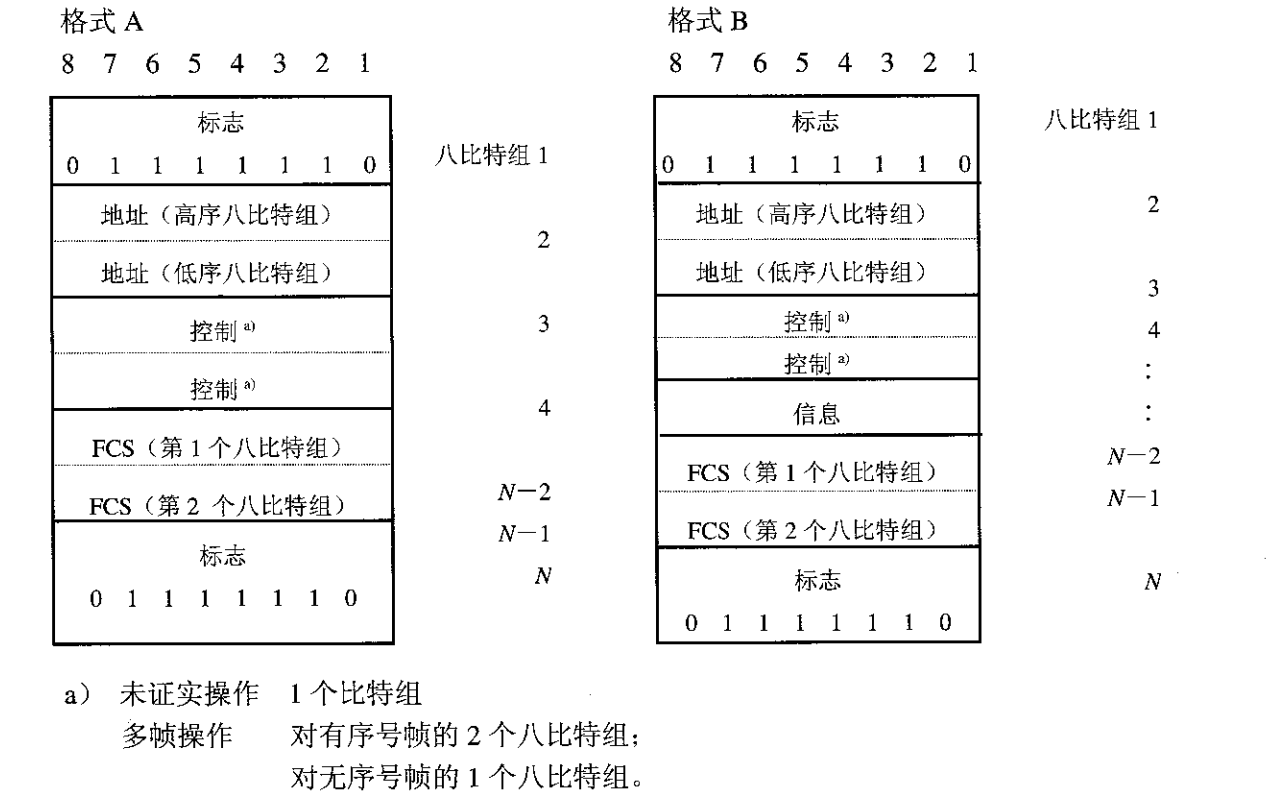 格式 A
8 7 6 5 4 3 2 1
标志
0 1 1 1 1 1 1 0
八比特组 1
地址（高序八比特组）
2
地址（低序八比特组）
控制 a)
3
控制 a)
4
FCS（第 1 个八比特组）
FCS（第 2 个八比特组）
N－2
N－1
标志
N
0 1 1 1 1 1 1 0
格式 B
8 7 6 5 4 3 2 1
标志
八比特组 1
0 1 1 1 1 1 1 0
地址（高序八比特组）
2
地址（低序八比特组）
3
控制 a)
4
控制 a)
:
信息
:
FCS（第 1 个八比特组）
N－2
N－1
FCS（第 2 个八比特组）
标志
N
0 1 1 1 1 1 1 0
a） 未证实操作 1 个比特组
多帧操作 对有序号帧的 2 个八比特组；
对无序号帧的 1 个八比特组。